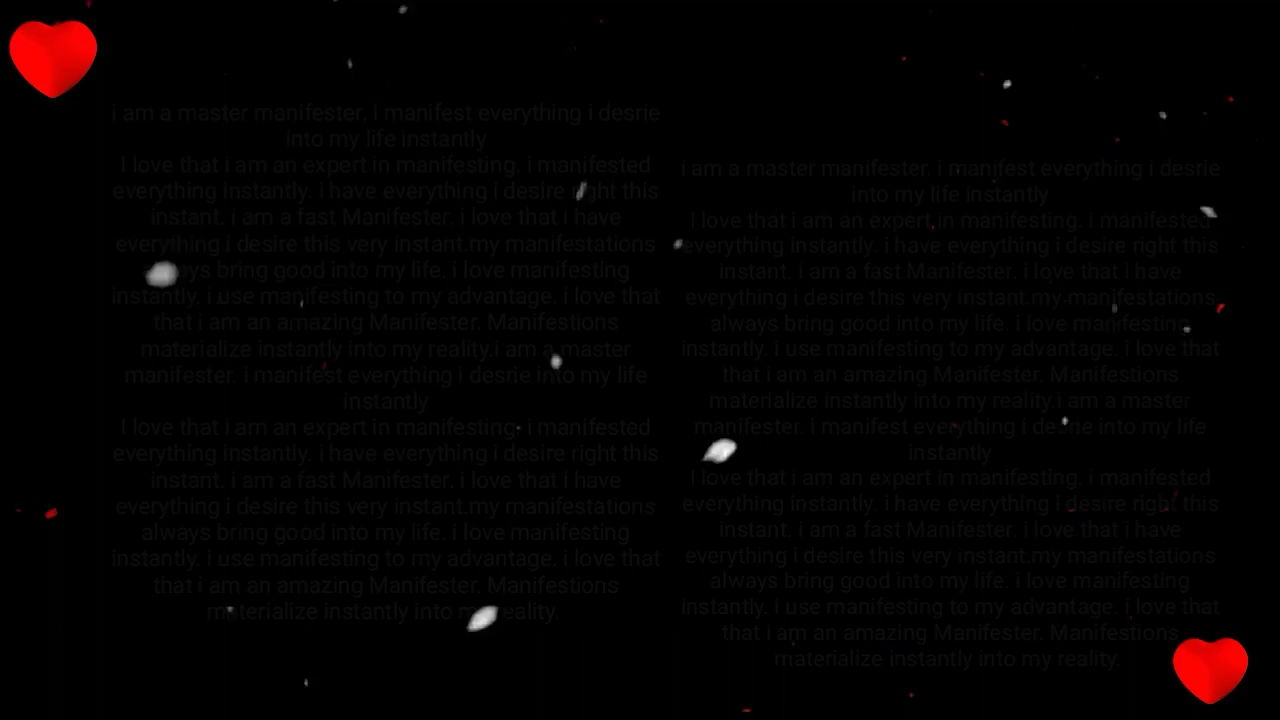 i am a master manifester. i manifest everything i desrie
into my life instantly
I love that i am an expert in manifesting. i manifested
everything instantly. i have everything i desire right this
instant. i am a fast Manifester. i love that i have
everything i desire this very instant.my manifestations
ys bring good into my life. i love manifesting
instantly. i use manifesting to my advantage. i love that
that i am an amazing Manifester. Manifestions
materialize instantly into my reality.i am a master
manifester. i manifest everything i desrie into my life
instantly
I love that i am an expert in manifesting. i manifested
everything instantly. i have everything i desire right this
instant. i am a fast Manifester. i love that i have
everything i desire this very instant.my manifestations
always bring good into my life. i love manifesting
instantly. i use manifesting to my advantage. i love that
that i am an amazing Manifester. Manifestions
materialize instantly into my reality.
i am a master manifester. i manifest everything i desrie
into my life instantly
I love that i am an expert in manifesting. i manifested
everything instantly. i have everything i desire right this
instant. i am a fast Manifester. i love that i have
everything i desire this very instant.my manifestations
always bring good into my life. i love manifesting
instantly. i use manifesting to my advantage. i love that
that i am an amazing Manifester. Manifestions
materialize instantly into my reality.i am a master
manifester. i manifest everything i desrie into my life
instantly
I love that i am an expert in manifesting. i manifested
everything instantly. i have everything i desire right this
instant. i am a fast Manifester. i love that i have
everything i desire this very instant.my manifestations
always bring good into my life. i love manifesting
instantly. i use manifesting to my advantage. i love that
that i am an amazing Manifester. Manifestions
materialize instantly into my reality.